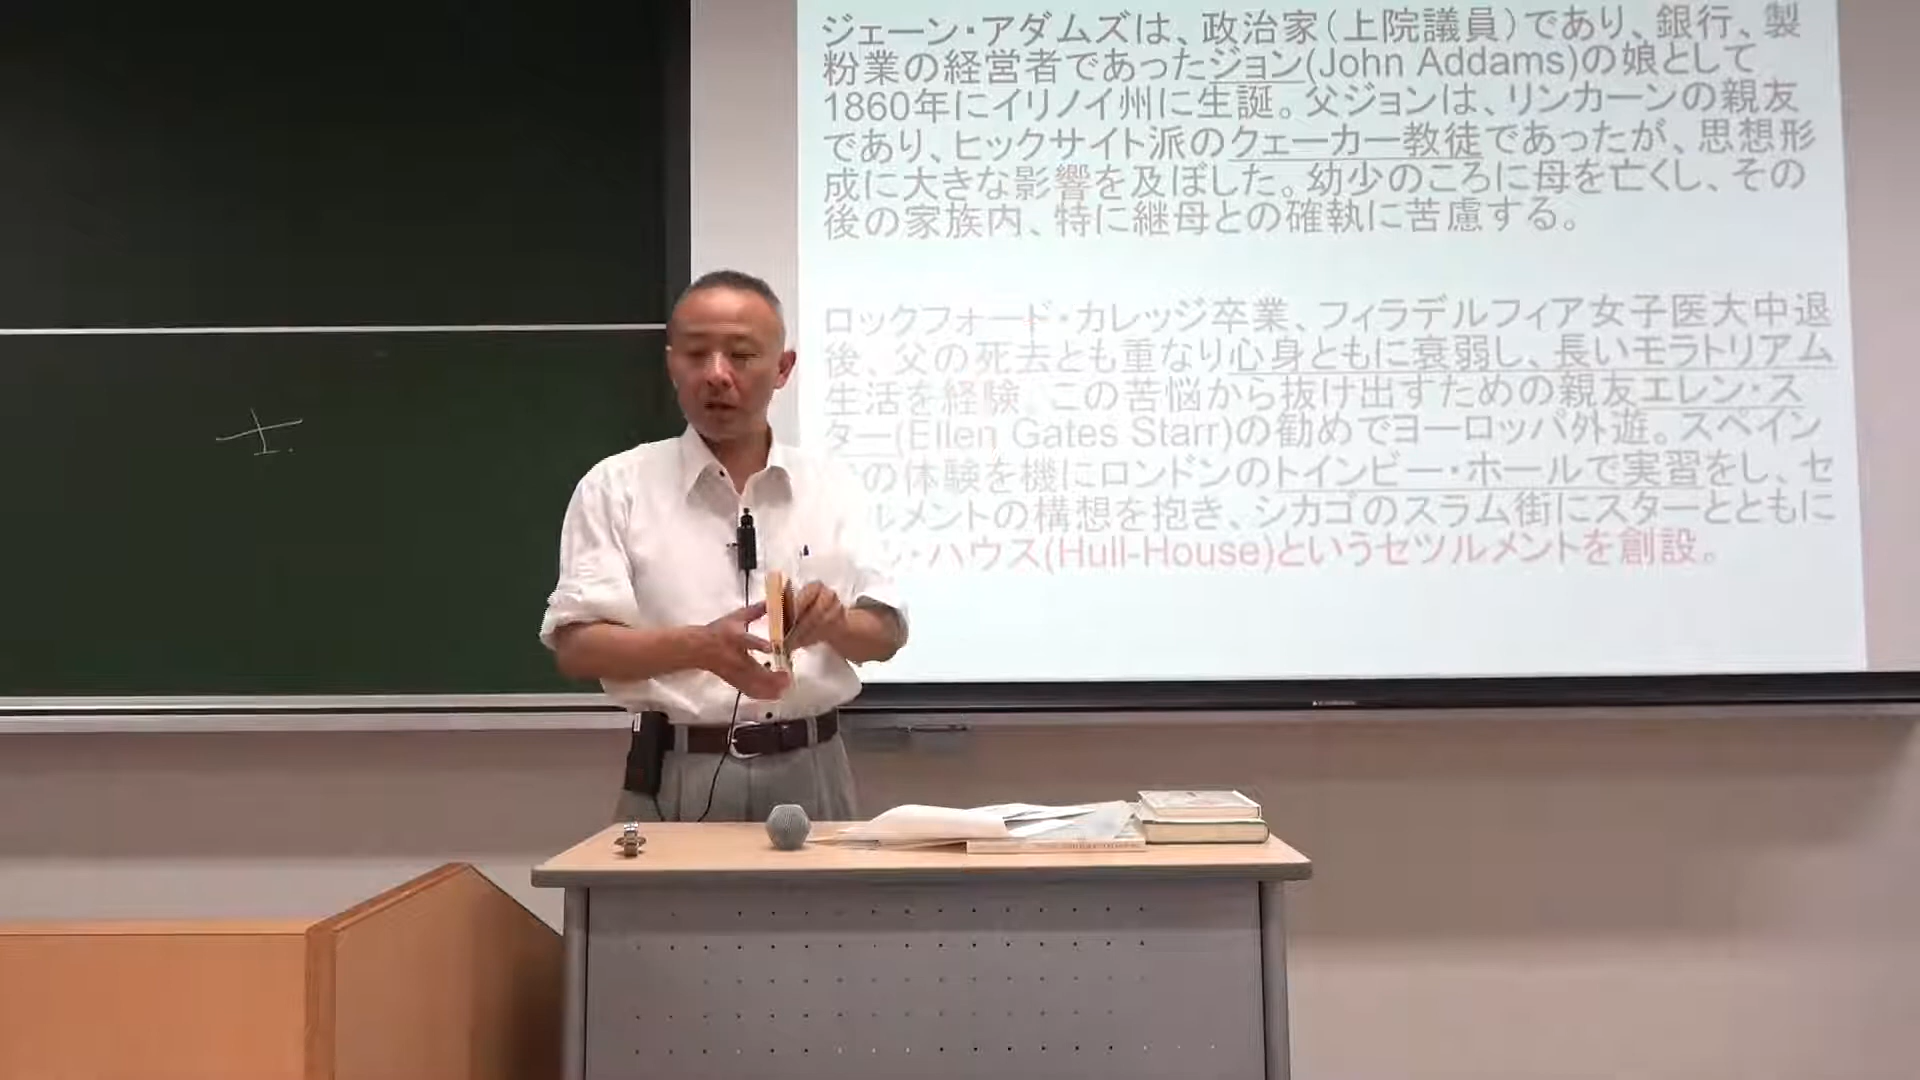 士.
ジェーン・アダムズは、政治家(上院議員)であり、銀行、製
粉業の経営者であったジョン(John Addams)の娘として
1860年にイリノイ州に生誕。父ジョンは、リンカーンの親友
であり、ヒックサイト派のクェーカー教徒であったが、思想形
成に大きな影響を及ぼした。幼少のころに母を亡くし、その
後の家族内、特に継母との確執に苦慮する。
ロックフォード・カレッジ卒業、フィラデルフィア女子医大中退
後、父の死去とも重なり心身ともに衰弱し、長いモラトリアム
生活を経験。この苦悩から抜け出すための親友エレン・ス
ター(Ellen Gates Starr)の勧めでヨーロッパ外遊。スペイン
の体験を機にロンドンのトインビー・ホールで実習をし、セ
ルメントの構想を抱き、シカゴのスラム街にスターとともに
ン・ハウス(Hull-House)というセツルメントを創設。